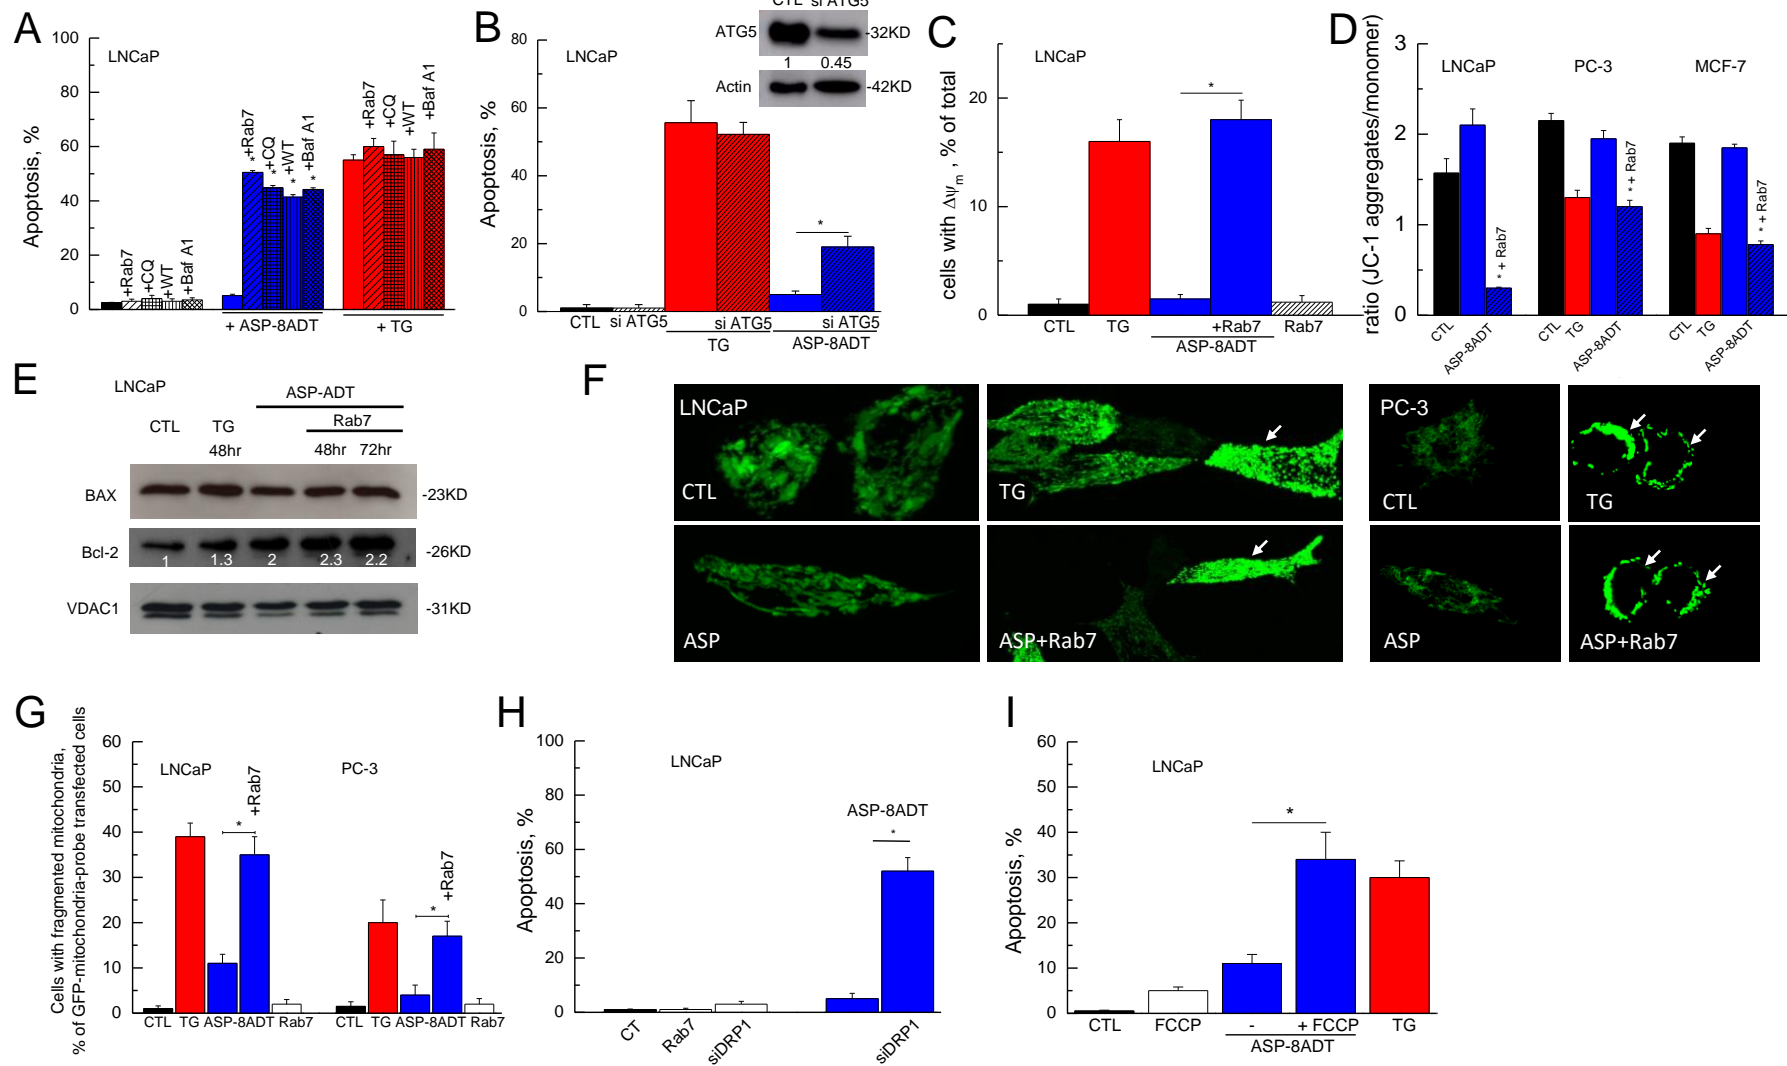 A
LNCaP
Apoptosis, %
100
80
60
40
20
0
+Rab7
+CQ
+WT
+Baf A1
*
+Rab7
*
+CQ
*
+WT
*
+Baf A1
+Rab7
+CQ
+WT
+Baf A1
+ ASP-8ADT
+ TG
B
LNCaP
Apoptosis, %
80
60
40
20
0
CTL si ATG5
ATG5
-32KD
1 0.45
Actin
-42KD
*
CTL si ATG5 si ATG5 si ATG5
TG
ASP-8ADT
C
LNCaP
cells with Δψm , % of total
20
10
0
*
CTL TG +Rab7 Rab7
ASP-8ADT
D
ratio (JC-1 aggregates/monomer)
3
2
1
0
LNCaP PC-3 MCF-7
* + Rab7
* + Rab7
* + Rab7
CTL
ASP-8ADT
CTL
TG
ASP-8ADT
CTL
TG
ASP-8ADT
E
LNCaP
ASP-ADT
CTL TG Rab7
48hr 48hr 72hr
BAX -23KD
Bcl-2 1 1.3 2 2.3 2.2 -26KD
VDAC1 -31KD
F
LNCaP
CTL
TG
PC-3
CTL
TG
ASP
ASP+Rab7
ASP
ASP+Rab7
G
Cells with fragmented mitochondria,
% of GFP-mitochondria-probe transfected cells
60
50
40
30
20
10
0
LNCaP PC-3
*
+Rab7
*
+Rab7
CTL TG ASP-8ADT Rab7 CTL TG ASP-8ADT Rab7
H
LNCaP
Apoptosis, %
100
80
60
40
20
0
ASP-8ADT
*
CT
Rab7
siDRP1
siDRP1
I
LNCaP
Apoptosis, %
60
50
40
30
20
10
0
*
CTL FCCP - + FCCP TG
ASP-8ADT